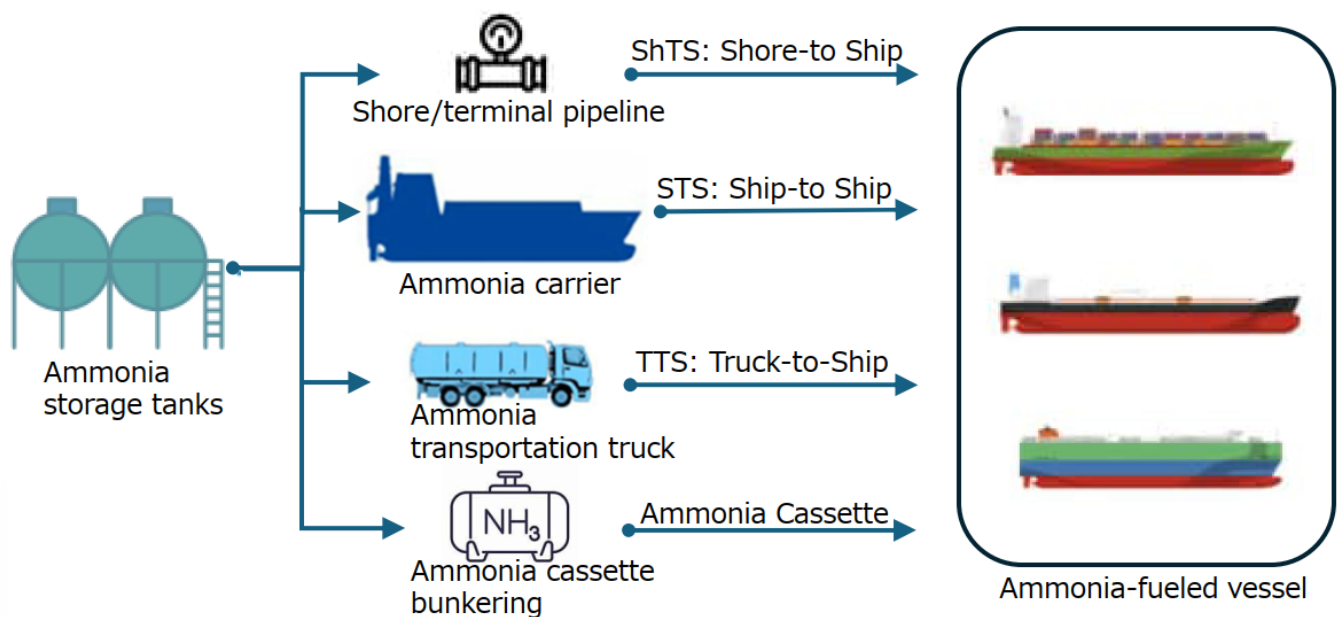 ShTS: Shore-to Ship
Shore/terminal pipeline
STS: Ship-to Ship
Ammonia carrier
Ammonia
storage tanks
TTS: Truck-to-Ship
Ammonia
transportation truck
NH₃
Ammonia Cassette
Ammonia cassette
bunkering
Ammonia-fueled vessel